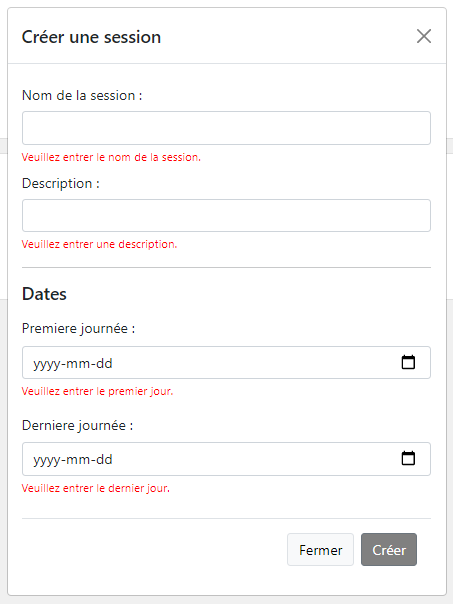 Créer une session
Nom de la session :
Veuillez entrer le nom de la session.
Description :
Veuillez entrer une description.
Dates
Premiere journée :
yyyy-mm-dd
Veuillez entrer le premier jour.
Derniere journée :
yyyy-mm-dd
Veuillez entrer le dernier jour.
Fermer Créer